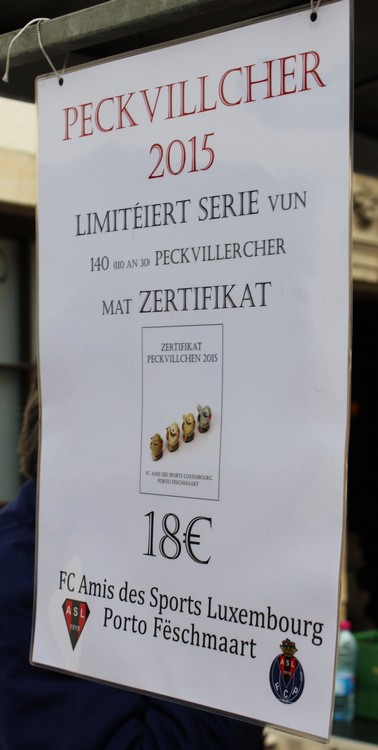 PECKVILLCHER
2015
LIMITÉIERT SERIE VUN
140 (110 AN 30) PECKVILLERCHER
MAT ZERTIFIKAT
ZERTIFIKAT
PECKVILLCHEN 2015
FC AMIS DES SPORTS LUXEMBOURG
PORTO FËSCHMAART
18€
FC Amis des Sports Luxembourg
Porto Fëschmaart
ASL
1919
ASL